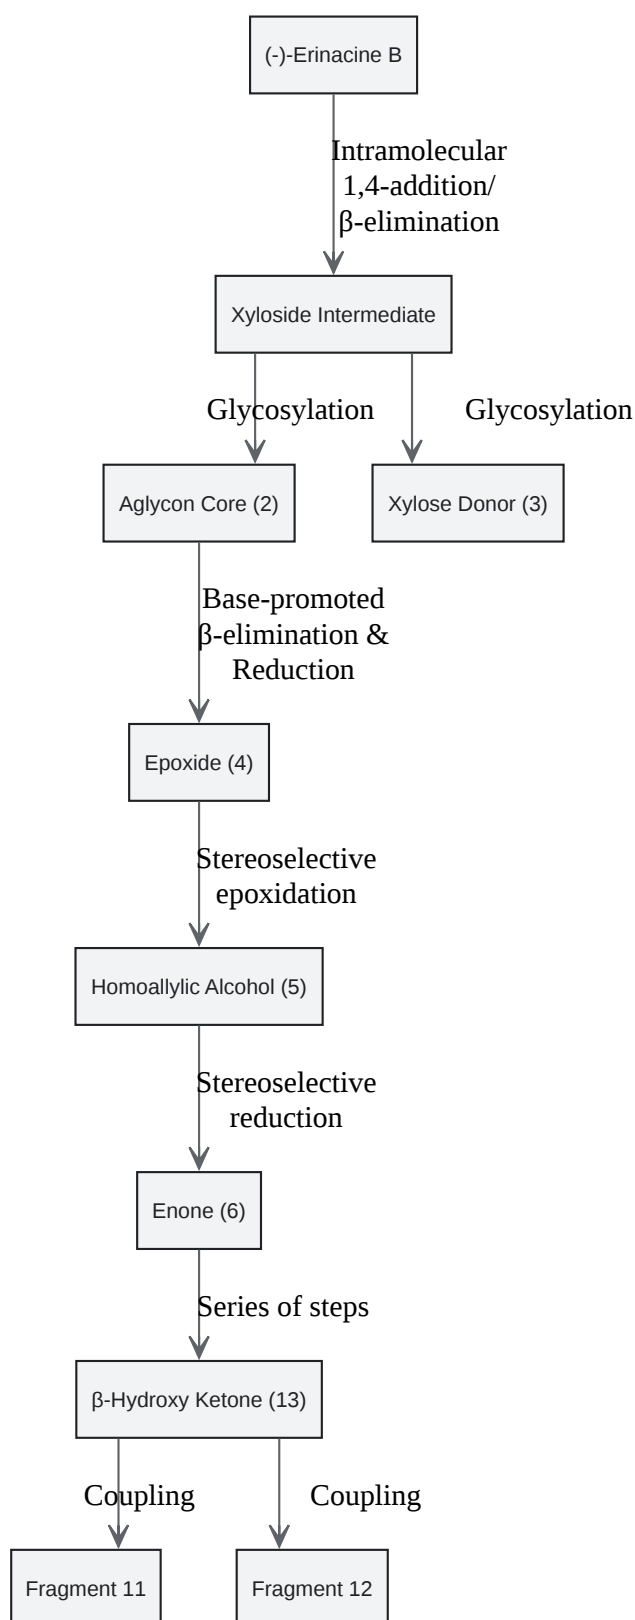 (-)-Erinacine B
Intramolecular
1,4-addition/
β-elimination
Xyloside Intermediate
Glycosylation
Glycosylation
Aglycon Core (2)
Xylose Donor (3)
Base-promoted
β-elimination &
Reduction
Epoxide (4)
Stereoselective
epoxidation
Homoallylic Alcohol (5)
Stereoselective
reduction
Enone (6)
Series of steps
β-Hydroxy Ketone (13)
Coupling
Coupling
Fragment 11
Fragment 12